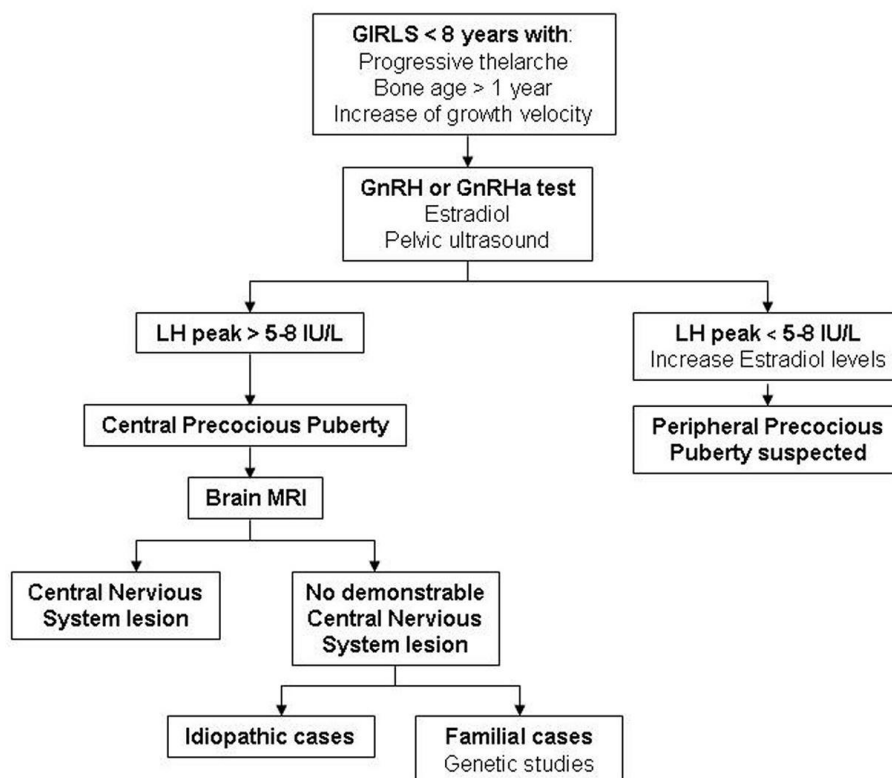 GIRLS < 8 years with:
Progressive thelarche
Bone age > 1 year
Increase of growth velocity
GnRH or GnRHa test
Estradiol
Pelvic ultrasound
LH peak > 5-8 IU/L
LH peak < 5-8 IU/L
Increase Estradiol levels
Central Precocious Puberty
Peripheral Precocious
Puberty suspected
Brain MRI
Central Nervious
System lesion
No demonstrable
Central Nervious
System lesion
Idiopathic cases
Familial cases
Genetic studies